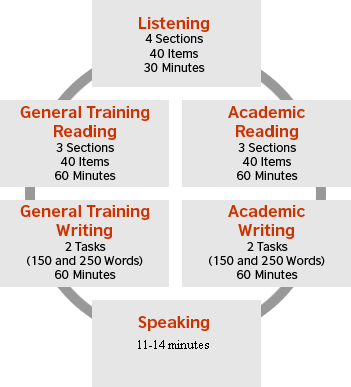 Listening
4 Sections
40 Items
30 Minutes
General Training
Reading
3 Sections
40 Items
60 Minutes
Academic
Reading
3 Sections
40 Items
60 Minutes
General Training
Writing
2 Tasks
(150 and 250 Words)
60 Minutes
Academic
Writing
2 Tasks
(150 and 250 Words)
60 Minutes
Speaking
11-14 minutes